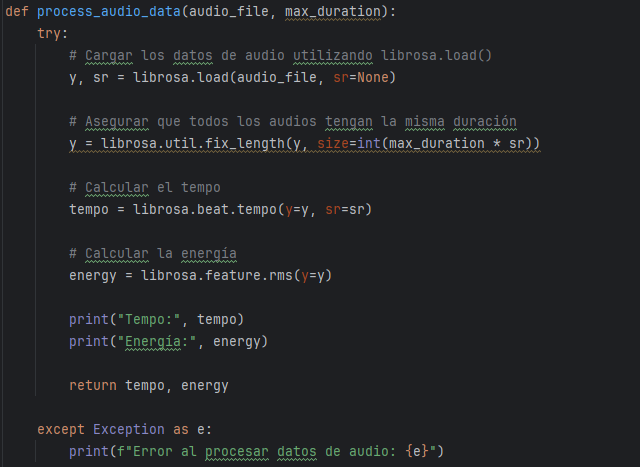 def process_audio_data(audio_file, max_duration):
    try:
        # Cargar los datos de audio utilizando librosa.load()
        y, sr = librosa.load(audio_file, sr=None)
        # Asegurar que todos los audios tengan la misma duración
        y = librosa.util.fix_length(y, size=int(max_duration * sr))
        # Calcular el tempo
        tempo = librosa.beat.tempo(y=y, sr=sr)
        # Calcular la energía
        energy = librosa.feature.rms(y=y)
        print("Tempo:", tempo)
        print("Energía:", energy)
        return tempo, energy
    except Exception as e:
        print(f"Error al procesar datos de audio: {e}")